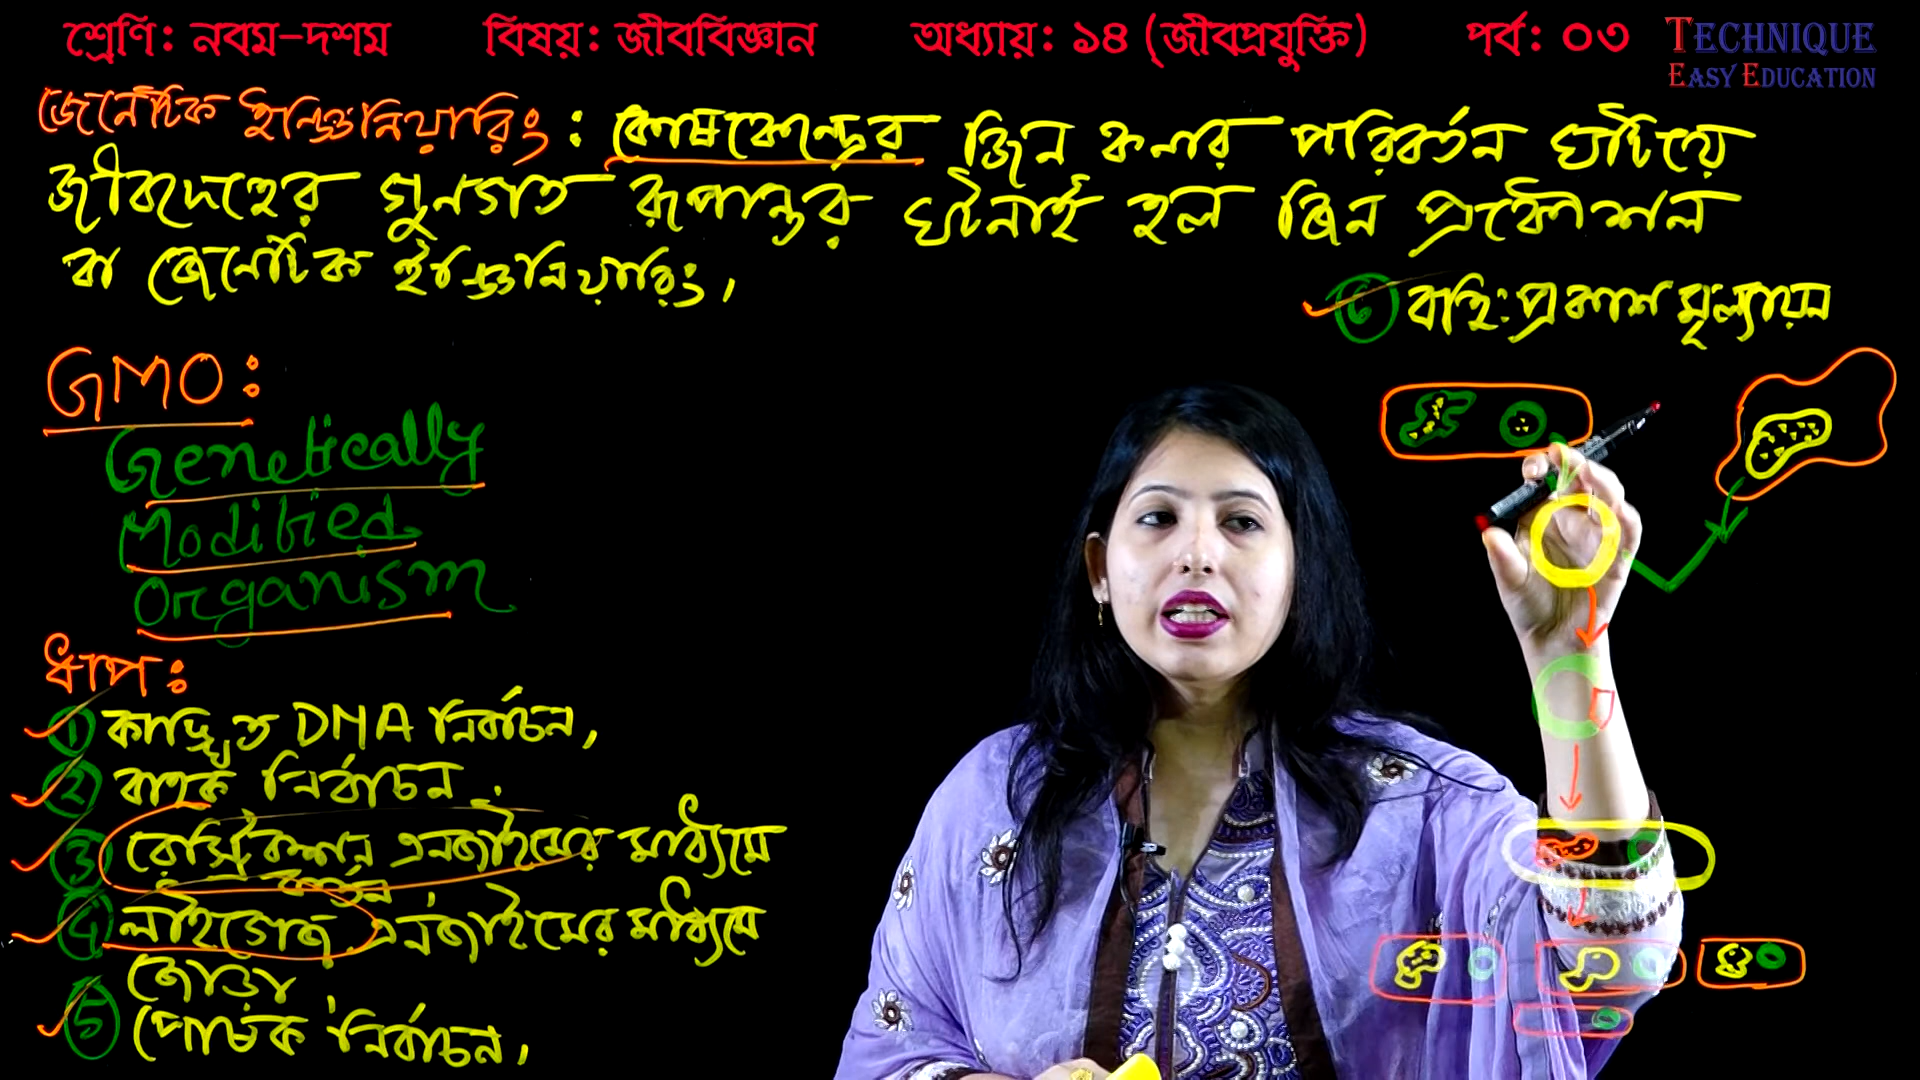 শ্রেণি: নবম-দশম বিষয়: জীববিজ্ঞান অধ্যায়: ১৪ (জীবপ্রযুক্তি) পর্ব: ০৩
TECHNIQUE
EASY EDUCATION
জেনেটিক ইঞ্জিনিয়ারিং : কোষকেন্দ্রের জিন কনার পরিবর্তন ঘটিয়ে
জীবদেহের গুনগত রূপান্তর ঘটানাই হল জিন প্রকৌশল
বা জেনেটিক ইঞ্জিনিয়ারিং,
৬ বহি:প্রকাশ মূল্যায়ন
GMO:
Genetically
Modified
Organism
ধাপ:
১ কাঙ্খিত DNA নির্বাচন,
২ বাহক নির্বাচন.
৩ রেস্ট্রিকশন এনজাইমের মাধ্যমে
কর্তন,
৪ লাইগেজ এনজাইমের মাধ্যমে
জোড়া,
৫ পোষক নির্বাচন,